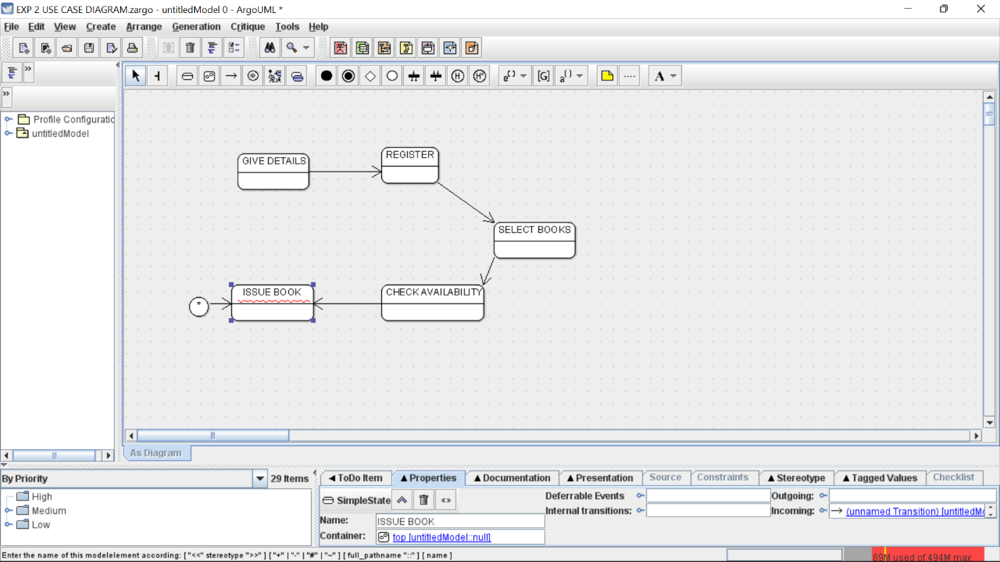 EXP 2 USE CASE DIAGRAM.zargo - untitledModel 0 - ArgoUML *
File Edit View Create Arrange Generation Critique Tools Help
»
»
[G] a() A
e()
H H*
Profile Configuratio
untitledModel
GIVE DETAILS
REGISTER
SELECT BOOKS
* ISSUE BOOK
CHECK AVAILABILITY
As Diagram
By Priority 29 Items
High
Medium
Low
ToDo Item Properties Documentation Presentation Source Constraints Stereotype Tagged Values Checklist
SimpleState
Name: ISSUE BOOK
Container: top [untitledModel::null]
Deferrable Events
Internal transitions:
Outgoing:
Incoming: (unnamed Transition) [untitledMo
Enter the name of this modelelement according: ["<<" stereotype ">>" ] ["+" | "-" | "#" | "~" ] [ full_pathname "::" ] [ name ]
89M used of 494M max